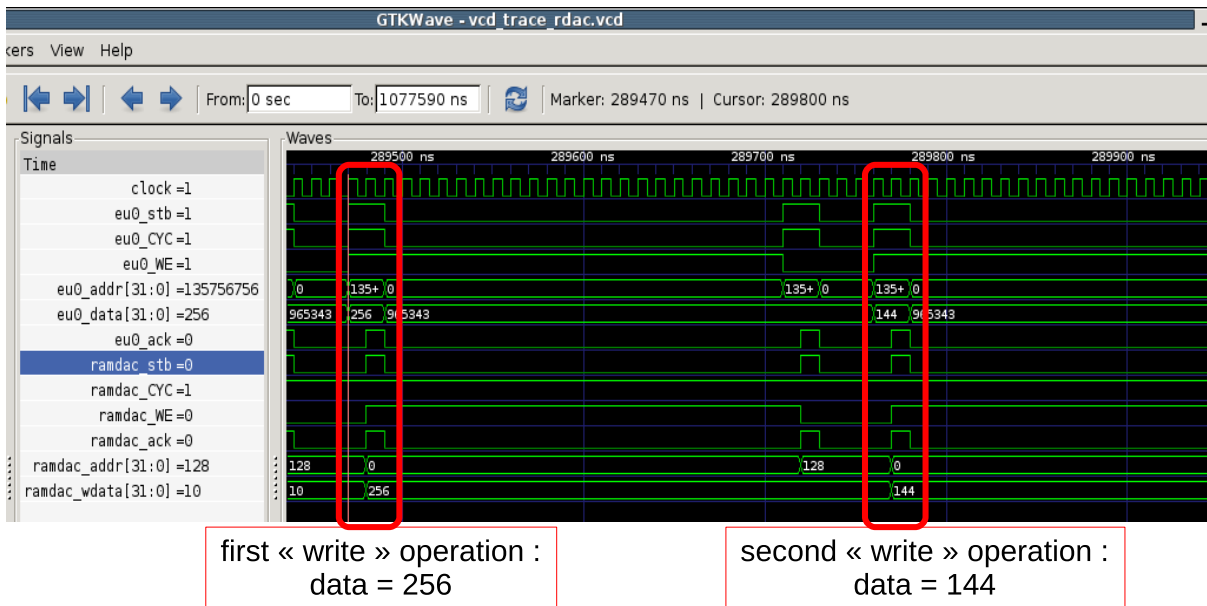 GTKWave - vcd_trace_rdac.vcd
kers View Help
From: 0 sec To: 1077590 ns Marker: 289470 ns | Cursor: 289800 ns
Signals Waves
Time 289500 ns 289600 ns 289700 ns 289800 ns 289900 ns
clock =1
eu0_stb =1
eu0_CYC =1
eu0_WE =1
eu0_addr[31:0] =135756756 0 135+ 0 135+ 0 135+ 0
eu0_data[31:0] =256 965343 256 965343 144 965343
eu0_ack =0
ramdac_stb =0
ramdac_CYC =1
ramdac_WE =0
ramdac_ack =0
ramdac_addr[31:0] =128 128 0 128 0
ramdac_wdata[31:0] =10 10 256 144
first « write » operation :
data = 256
second « write » operation :
data = 144